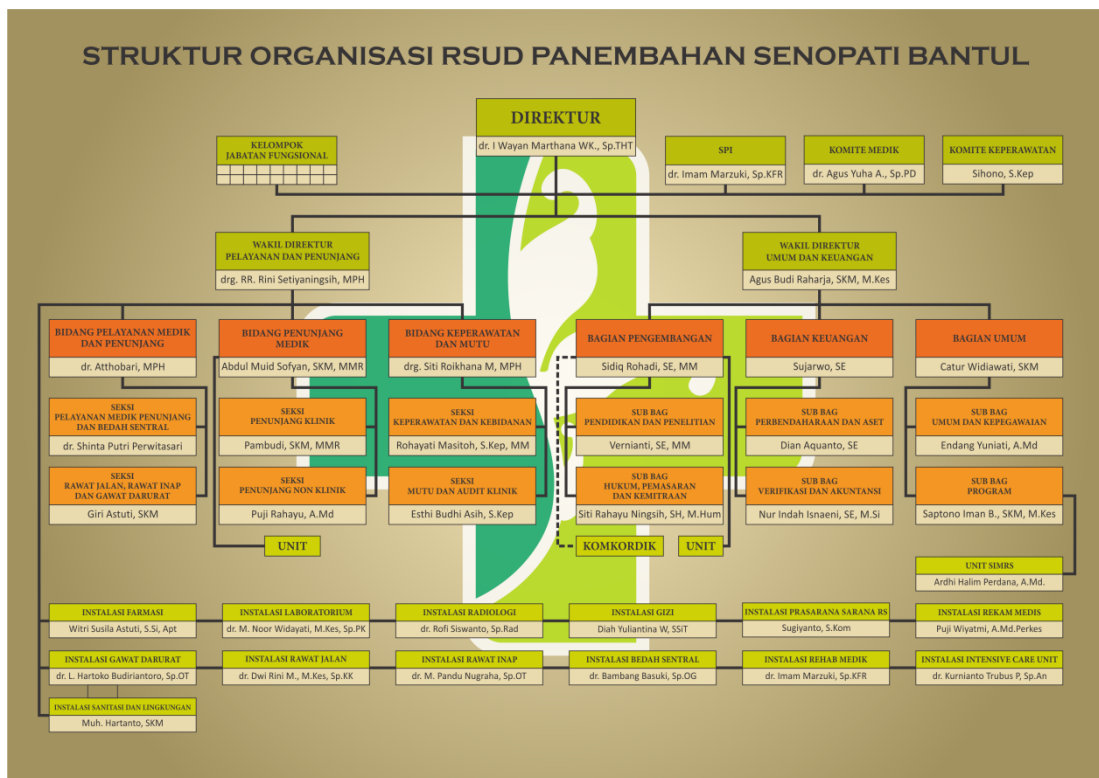 STRUKTUR ORGANISASI RSUD PANEMBAHAN SENOPATI BANTUL
DIREKTUR
dr. I Wayan Marthana WK., Sp.THT
KELOMPOK
JABATAN FUNGSIONAL
SPI
dr. Imam Marzuki, Sp.KFR
KOMITE MEDIK
dr. Agus Yuha A., Sp.PD
KOMITE KEPERAWATAN
Sihono, S.Kep
WAKIL DIREKTUR
PELAYANAN DAN PENUNJANG
drg. RR. Rini Setiyaningsih, MPH
WAKIL DIREKTUR
UMUM DAN KEUANGAN
Agus Budi Raharja, SKM, M.Kes
BIDANG PELAYANAN MEDIK
DAN PENUNJANG
dr. Atthobari, MPH
BIDANG PENUNJANG
MEDIK
Abdul Muid Sofyan, SKM, MMR
BIDANG KEPERAWATAN
DAN MUTU
drg. Siti Roikhana M, MPH
BAGIAN PENGEMBANGAN
Sidiq Rohadi, SE, MM
BAGIAN KEUANGAN
Sujarwo, SE
BAGIAN UMUM
Catur Widiawati, SKM
SEKSI
PELAYANAN MEDIK PENUNJANG
DAN BEDAH SENTRAL
dr. Shinta Putri Perwitasari
SEKSI
PENUNJANG KLINIK
Pambudi, SKM, MMR
SEKSI
KEPERAWATAN DAN KEBIDANAN
Rohayati Masitoh, S.Kep, MM
SUB BAG
PENDIDIKAN DAN PENELITIAN
Vernianti, SE, MM
SUB BAG
PERBENDAHARAAN DAN ASET
Dian Aquanto, SE
SUB BAG
UMUM DAN KEPEGAWAIAN
Endang Yuniati, A.Md
SEKSI
RAWAT JALAN, RAWAT INAP
DAN GAWAT DARURAT
Giri Astuti, SKM
SEKSI
PENUNJANG NON KLINIK
Puji Rahayu, A.Md
SEKSI
MUTU DAN AUDIT KLINIK
Esthi Budhi Asih, S.Kep
SUB BAG
HUKUM, PEMASARAN
DAN KEMITRAAN
Siti Rahayu Ningsih, SH, M.Hum
SUB BAG
VERIFIKASI DAN AKUNTANSI
Nur Indah Isnaeni, SE, M.Si
SUB BAG
PROGRAM
Saptono Iman B., SKM, M.Kes
UNIT
KOMKORDIK
UNIT
UNIT SIMRS
Ardhi Halim Perdana, A.Md.
INSTALASI FARMASI
Witri Susila Astuti, S.Si, Apt
INSTALASI LABORATORIUM
dr. M. Noor Widayati, M.Kes, Sp.PK
INSTALASI RADIOLOGI
dr. Rofi Siswanto, Sp.Rad
INSTALASI GIZI
Diah Yuliantina W, SSiT
INSTALASI PRASARANA SARANA RS
Sugiyanto, S.Kom
INSTALASI REKAM MEDIS
Puji Wiyatmi, A.Md.Perkes
INSTALASI GAWAT DARURAT
dr. L. Hartoko Budiriantoro, Sp.OT
INSTALASI RAWAT JALAN
dr. Dwi Rini M., M.Kes, Sp.KK
INSTALASI RAWAT INAP
dr. M. Pandu Nugraha, Sp.OT
INSTALASI BEDAH SENTRAL
dr. Bambang Basuki, Sp.OG
INSTALASI REHAB MEDIK
dr. Imam Marzuki, Sp.KFR
INSTALASI INTENSIVE CARE UNIT
dr. Kurnianto Trubus P, Sp.An
INSTALASI SANITASI DAN LINGKUNGAN
Muh. Hartanto, SKM